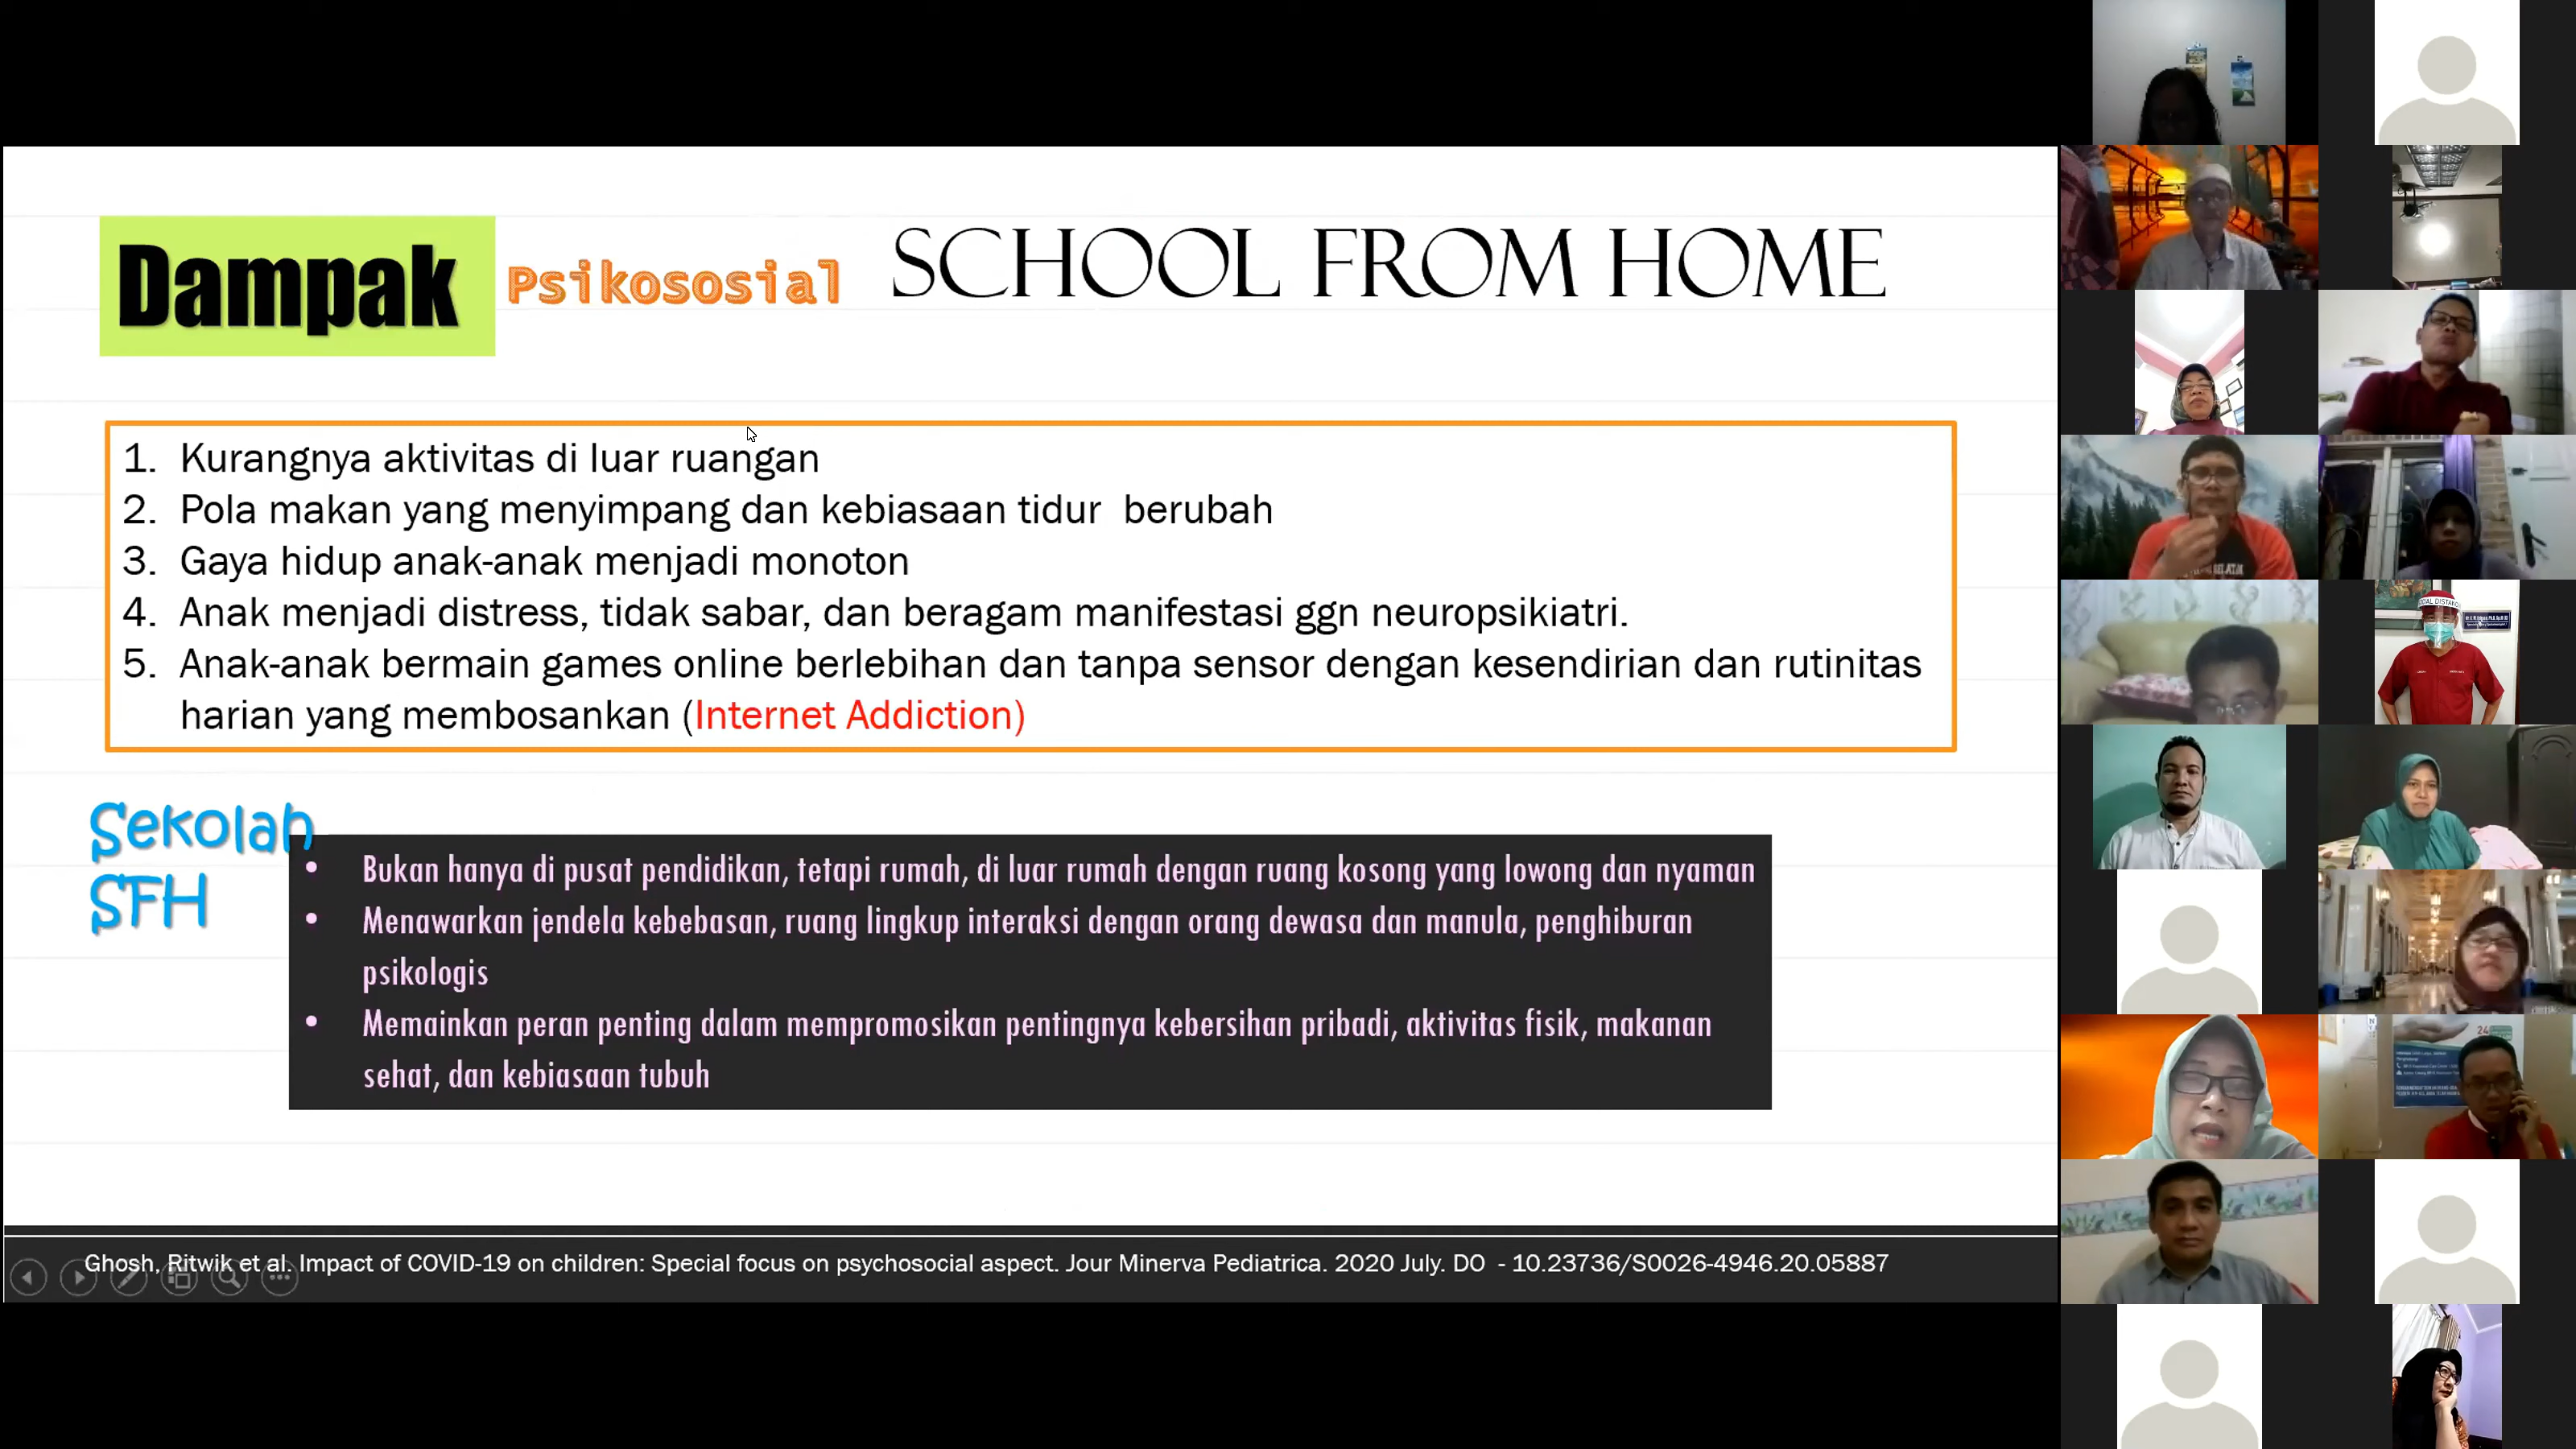 Dampak Psikososial SCHOOL FROM HOME
1. Kurangnya aktivitas di luar ruangan
2. Pola makan yang menyimpang dan kebiasaan tidur berubah
3. Gaya hidup anak-anak menjadi monoton
4. Anak menjadi distress, tidak sabar, dan beragam manifestasi ggn neuropsikiatri.
5. Anak-anak bermain games online berlebihan dan tanpa sensor dengan kesendirian dan rutinitas
harian yang membosankan (Internet Addiction)
Sekolah
SFH
• Bukan hanya di pusat pendidikan, tetapi rumah, di luar rumah dengan ruang kosong yang lowong dan nyaman
• Menawarkan jendela kebebasan, ruang lingkup interaksi dengan orang dewasa dan manula, penghiburan
psikologis
• Memainkan peran penting dalam mempromosikan pentingnya kebersihan pribadi, aktivitas fisik, makanan
sehat, dan kebiasaan tubuh
Ghosh, Ritwik et al. Impact of COVID-19 on children: Special focus on psychosocial aspect. Jour Minerva Pediatrica. 2020 July. DO - 10.23736/S0026-4946.20.05887
24